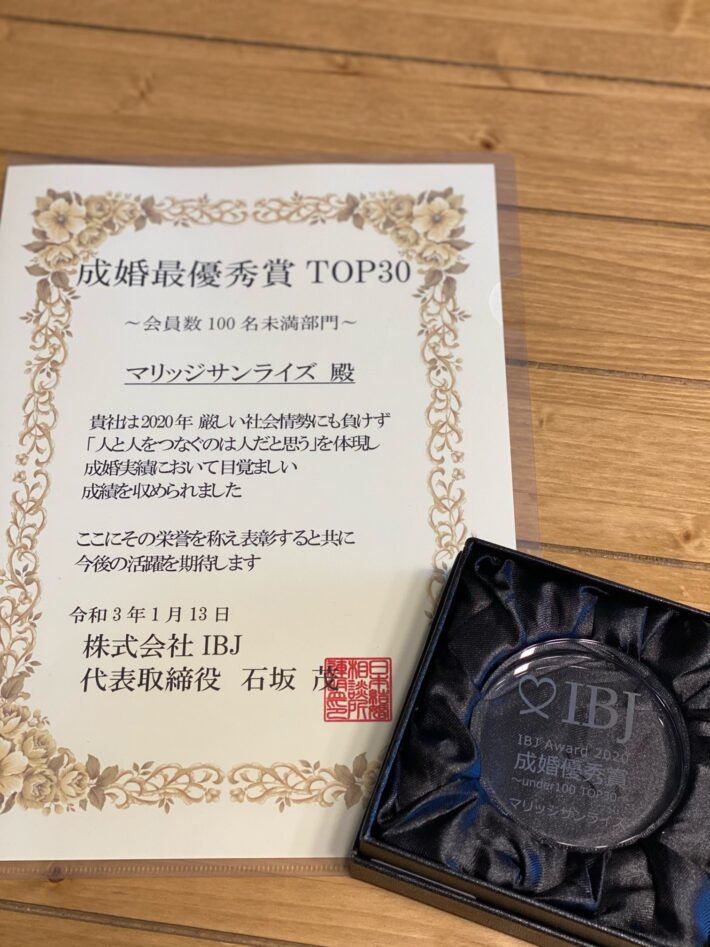 成婚最優秀賞 TOP30
～会員数100名未満部門～
マリッジサンライズ 殿
貴社は2020年 厳しい社会情勢にも負けず
「人と人をつなぐのは人だと思う」を体現し
成婚実績において目覚ましい
成績を収められました
ここにその栄誉を称え表彰すると共に
今後の活躍を期待します
令和3年1月13日
株式会社IBJ
代表取締役 石坂 茂
IBJ
IBJ Award 2020
成婚優秀賞
～under100 TOP30～
マリッジサンライズ